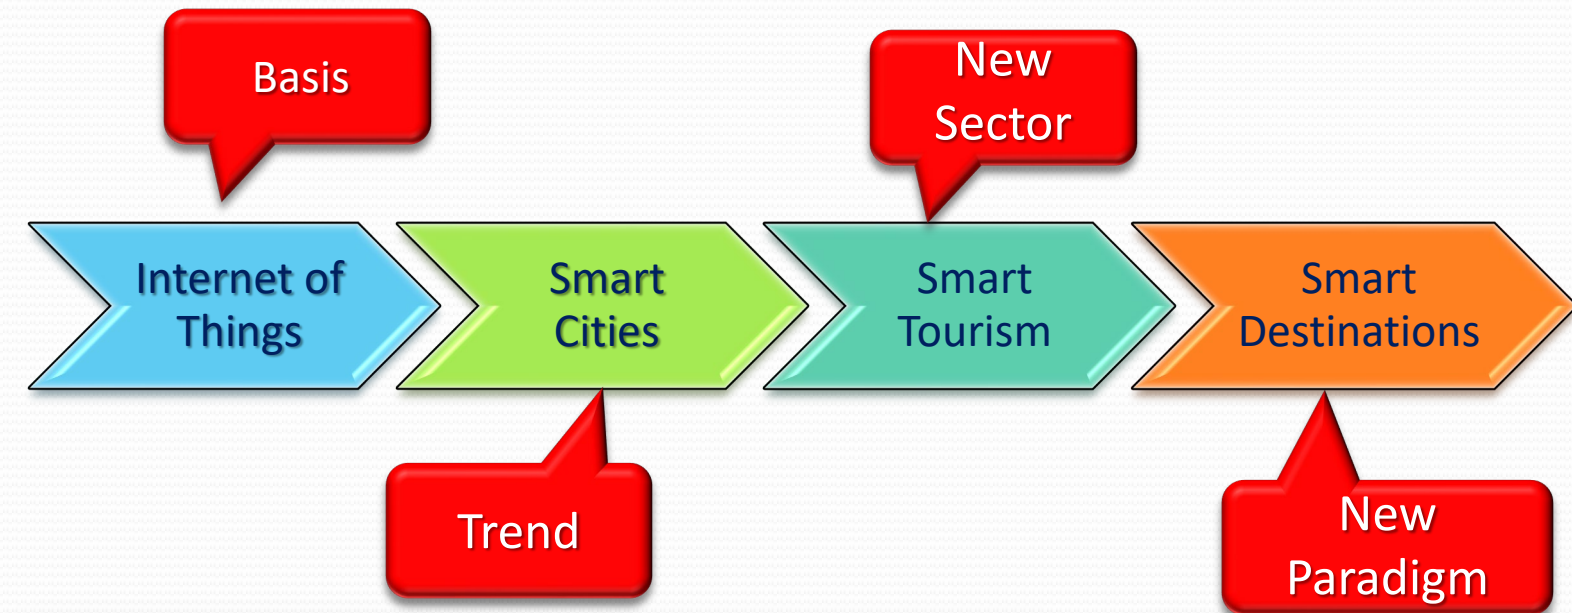 Basis
New
Sector
Internet of
Things
Smart
Cities
Smart
Tourism
Smart
Destinations
Trend
New
Paradigm